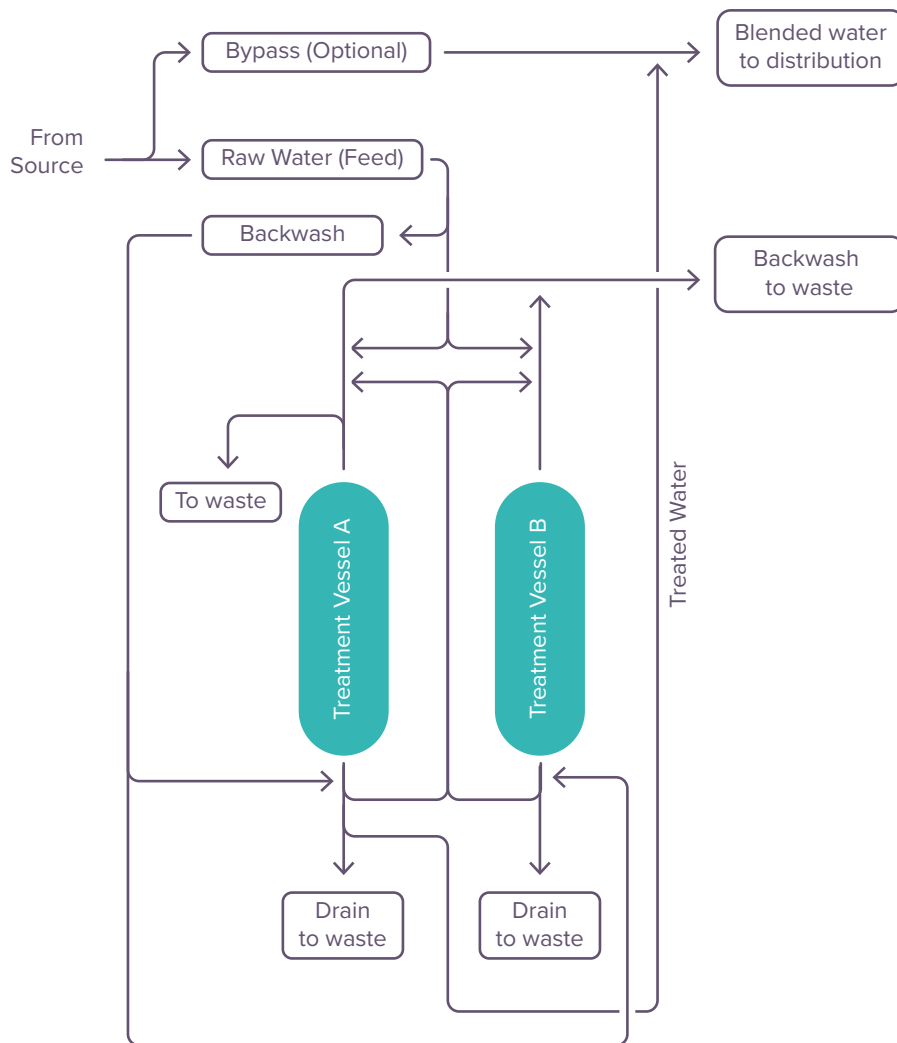 Bypass (Optional)
Blended water
to distribution
From
Source
Raw Water (Feed)
Backwash
Backwash
to waste
To waste
Treatment Vessel A
Treatment Vessel B
Treated Water
Drain
to waste
Drain
to waste